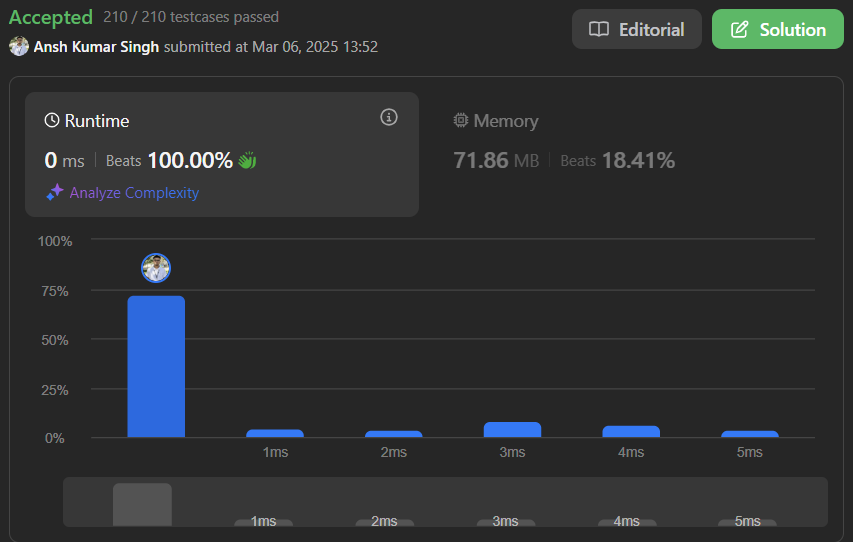 Accepted 210 / 210 testcases passed
Ansh Kumar Singh submitted at Mar 06, 2025 13:52
Editorial
Solution
Runtime
0 ms Beats 100.00%
Analyze Complexity
Memory
71.86 MB Beats 18.41%
100%
75%
50%
25%
0%
1ms 2ms 3ms 4ms 5ms
1ms 2ms 3ms 4ms 5ms